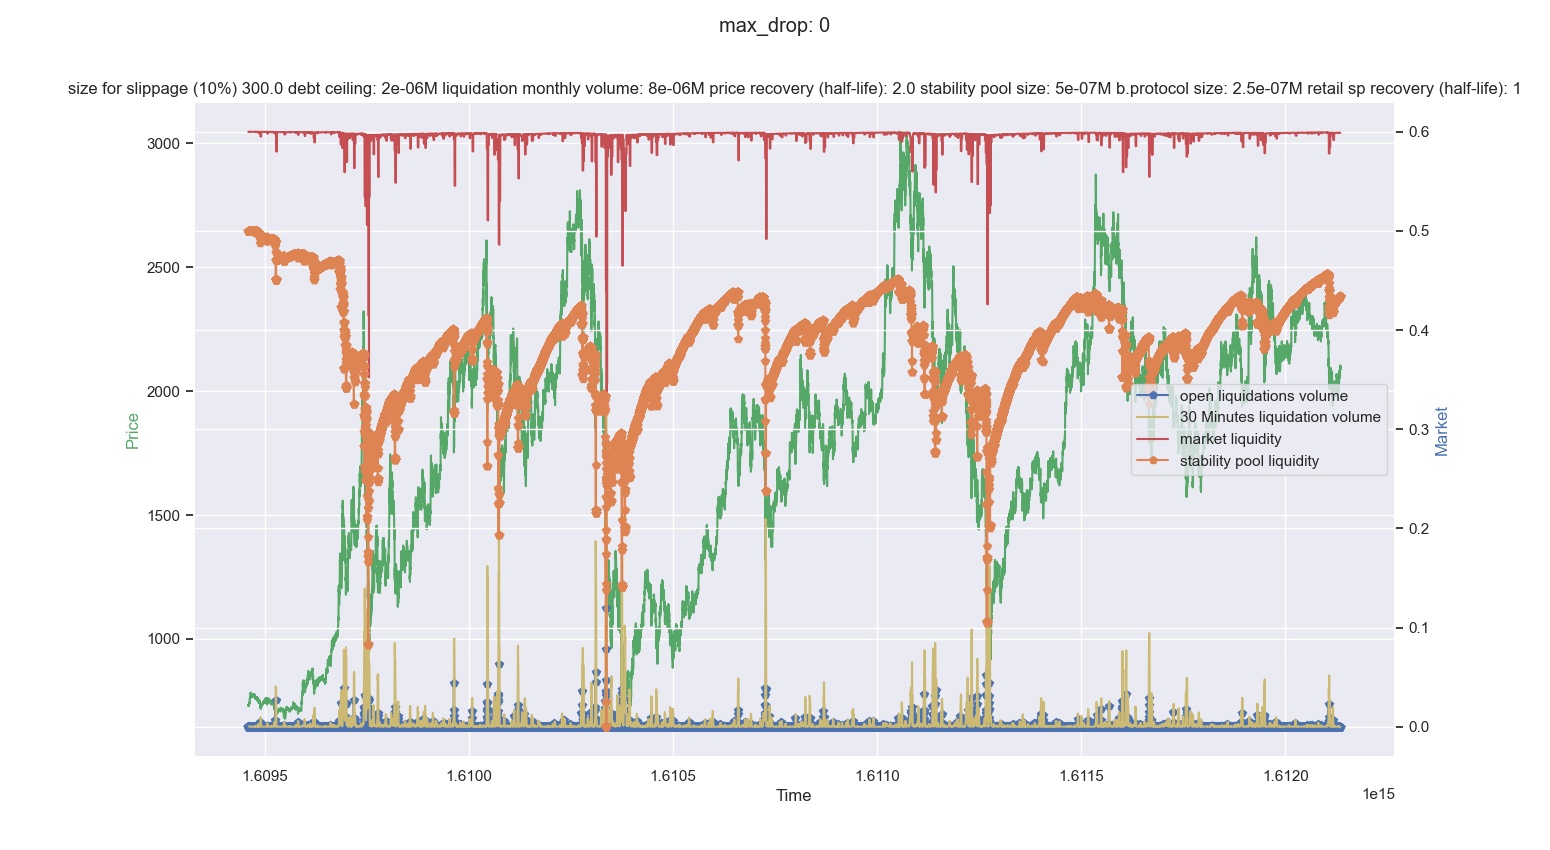 max_drop: 0
size for slippage (10%) 300.0 debt ceiling: 2e-06M liquidation monthly volume: 8e-06M price recovery (half-life): 2.0 stability pool size: 5e-07M b.protocol size: 2.5e-07M retail sp recovery (half-life): 1
3000
2500
2000
1500
1000
Price
0.6
0.5
0.4
0.3
0.2
0.1
0.0
Market
open liquidations volume
30 Minutes liquidation volume
market liquidity
stability pool liquidity
1.6095 1.6100 1.6105 1.6110 1.6115 1.6120
Time
1e15